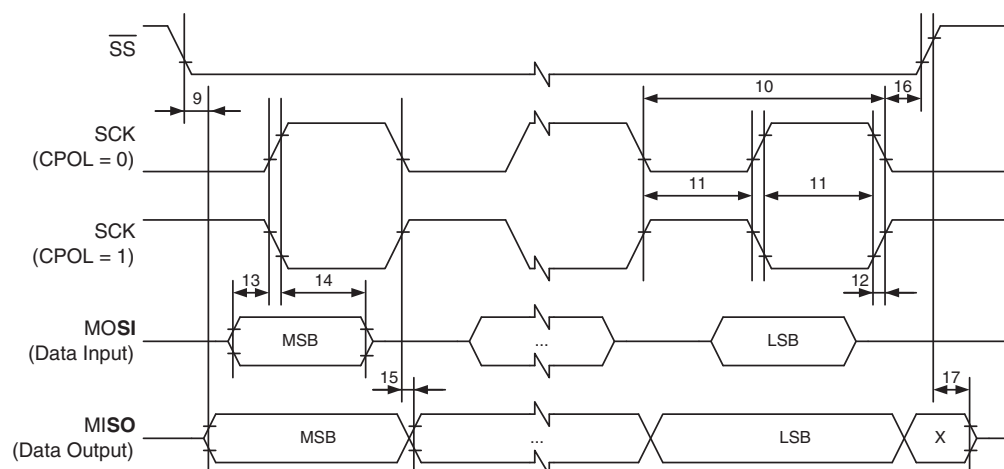 SS
10
9
16
SCK
(CPOL = 0)
11
11
SCK
(CPOL = 1)
13
14
12
MOSI
(Data Input)
MSB
...
LSB
15
17
MISO
(Data Output)
MSB
...
LSB
X